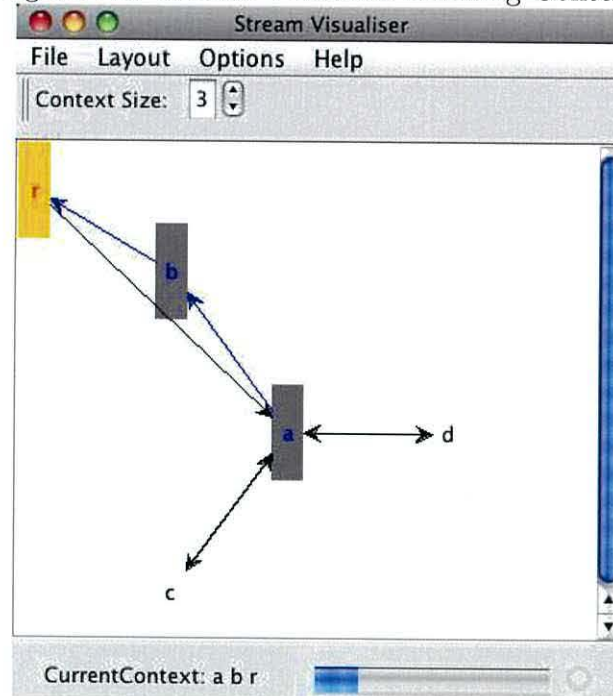 Stream Visualiser
File Layout Options Help
Context Size: 3
r
b
a
d
c
CurrentContext: a b r